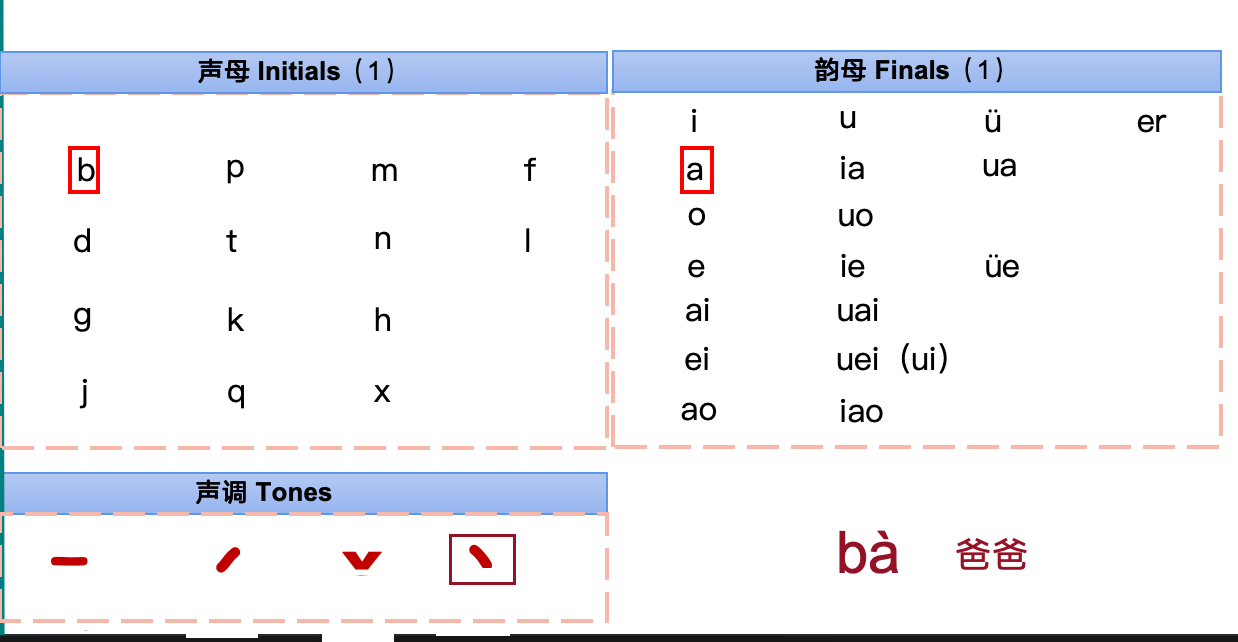 声母 Initials（1）
b p m f
d t n l
g k h
j q x
韵母 Finals（1）
i u ü er
a ia ua
o uo
e ie üe
ai uai
ei uei（ui）
ao iao
声调 Tones
ˉ ˊ ˇ ˋ
bà 爸爸